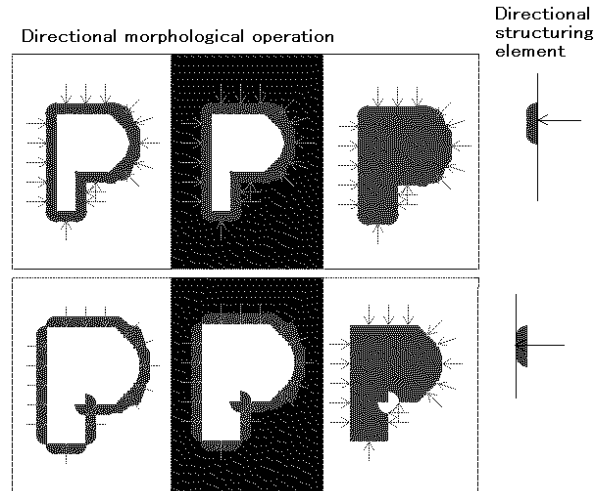 Directional morphological operation
Directional
structuring
element